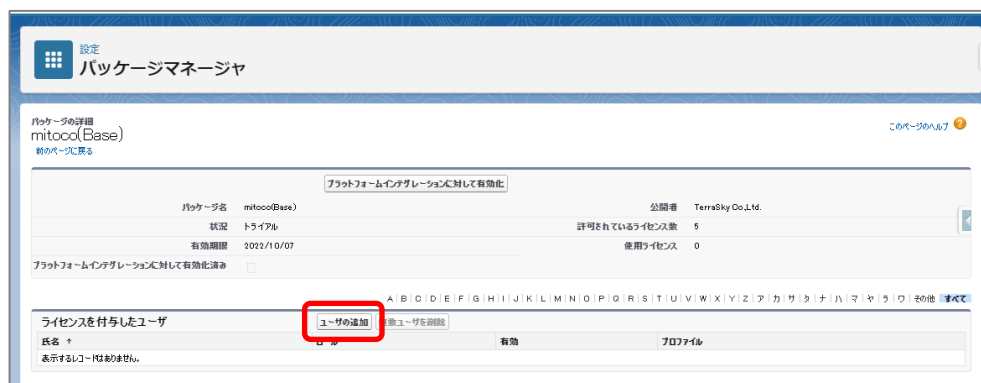 設定
パッケージマネージャ
パッケージの詳細
mitoco(Base)
前のページに戻る
このページのヘルプ
プラットフォームインテグレーションに対して有効化
パッケージ名 mitoco(Base) 公開者 TerraSky Co.,Ltd.
状況 トライアル 許可されているライセンス数 5
有効期限 2022/10/07 使用ライセンス 0
プラットフォームインテグレーションに対して有効化済み
A | B | C | D | E | F | G | H | I | J | K | L | M | N | O | P | Q | R | S | T | U | V | W | X | Y | Z | ア | カ | サ | タ | ナ | ハ | マ | ヤ | ラ | ワ | その他 すべて
ライセンスを付与したユーザ ユーザの追加 複数ユーザを削除
氏名 ↑ ロール 有効 プロファイル
表示するレコードはありません。